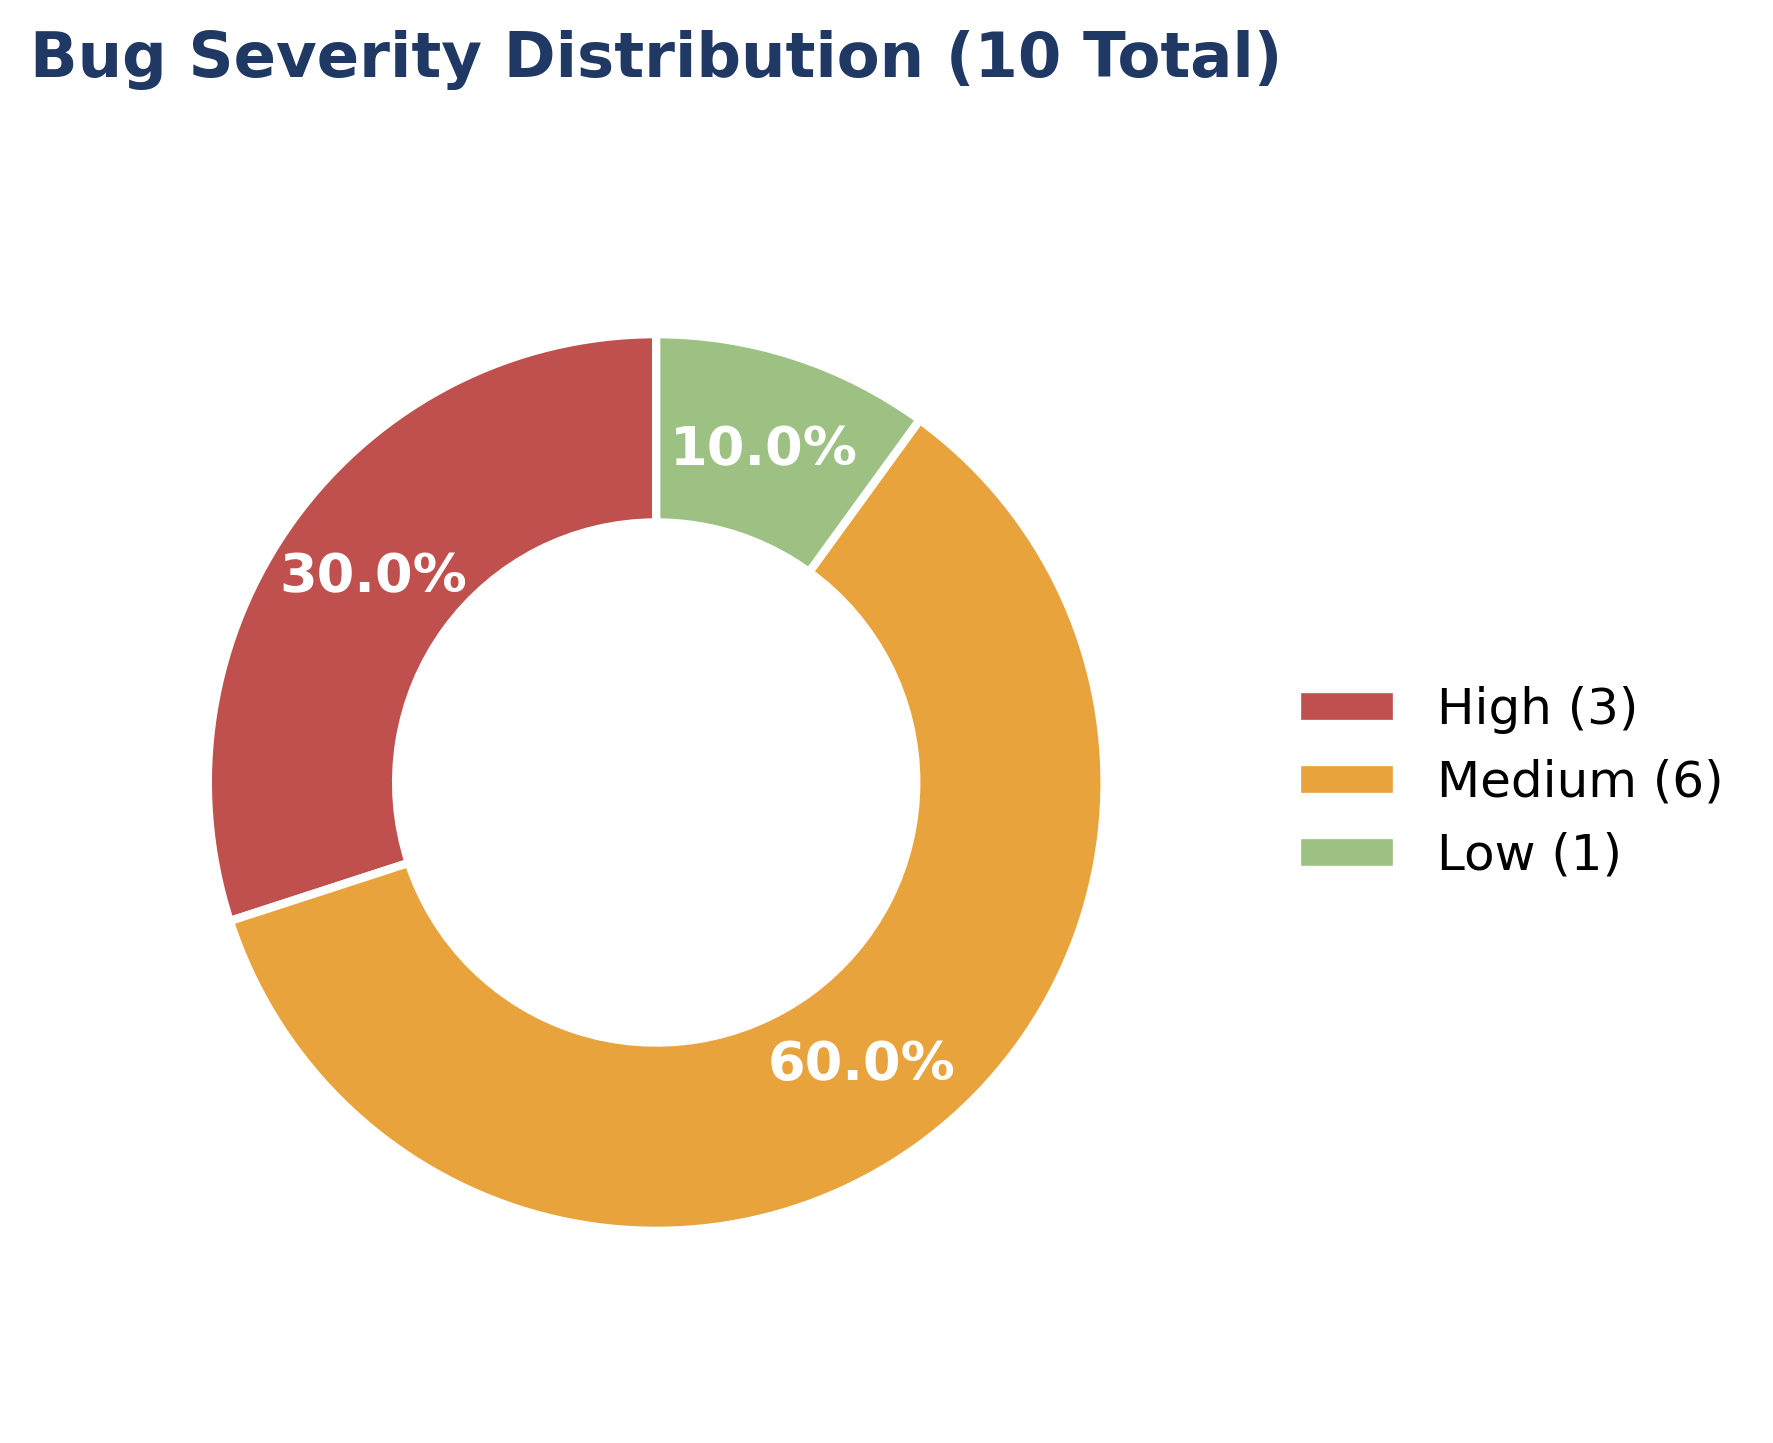 Bug Severity Distribution (10 Total)
10.0%
30.0%
60.0%
High (3)
Medium (6)
Low (1)